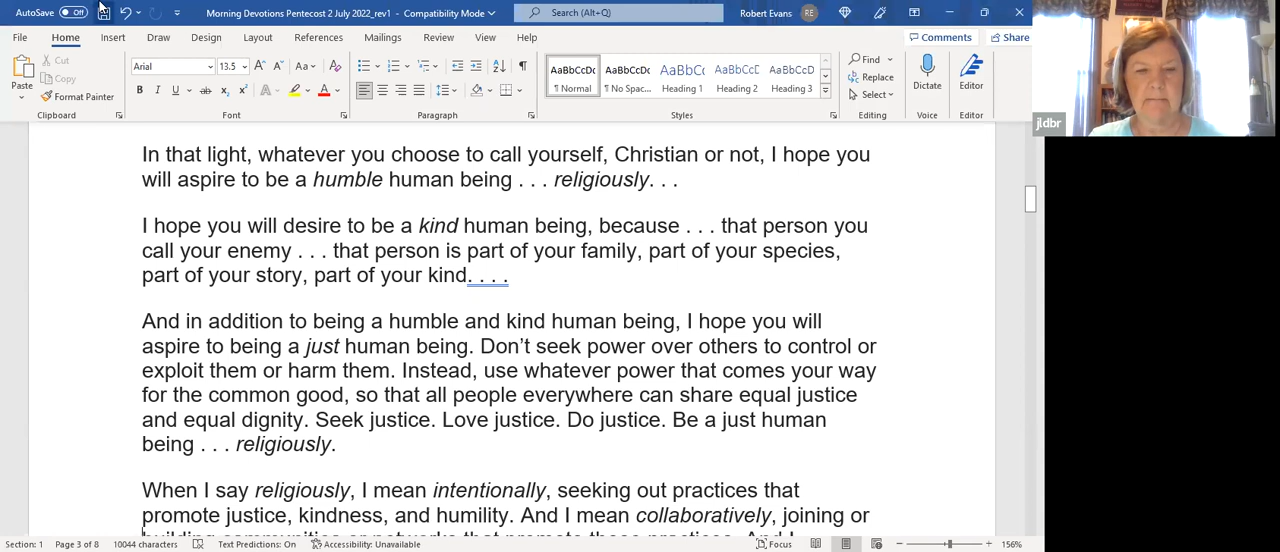 AutoSave Off Morning Devotions Pentecost 2 July 2022_rev1 - Compatibility Mode Search (Alt+Q) Robert Evans RE
File Home Insert Draw Design Layout References Mailings Review View Help Comments Share
Cut
Copy
Paste Format Painter
Arial 13.5 Aa
B I U ab x₂ x² A A
AaBbCcDc AaBbCcDc AaBbCc AaBbCcD AaBbCcD
¶ Normal ¶ No Spac... Heading 1 Heading 2 Heading 3
Find
Replace
Select
Dictate Editor
Clipboard Font Paragraph Styles Editing Voice Editor
jldbr
In that light, whatever you choose to call yourself, Christian or not, I hope you
will aspire to be a humble human being . . . religiously. . .
I hope you will desire to be a kind human being, because . . . that person you
call your enemy . . . that person is part of your family, part of your species,
part of your story, part of your kind. . . .
And in addition to being a humble and kind human being, I hope you will
aspire to being a just human being. Don’t seek power over others to control or
exploit them or harm them. Instead, use whatever power that comes your way
for the common good, so that all people everywhere can share equal justice
and equal dignity. Seek justice. Love justice. Do justice. Be a just human
being . . . religiously.
When I say religiously, I mean intentionally, seeking out practices that
promote justice, kindness, and humility. And I mean collaboratively, joining or
Section: 1 Page 3 of 8 10044 characters Text Predictions: On Accessibility: Unavailable Focus 156%